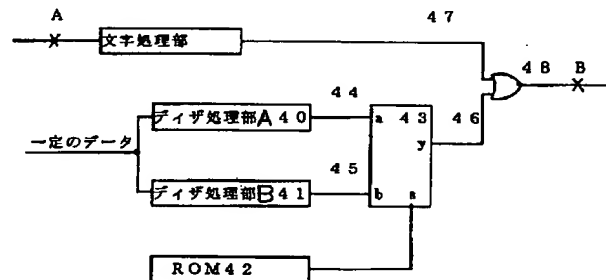 A
47
文字処理部
48 B
44
ディザ処理部A40
a 43
46
y
一定のデータ
45
ディザ処理部B41
b s
ROM42